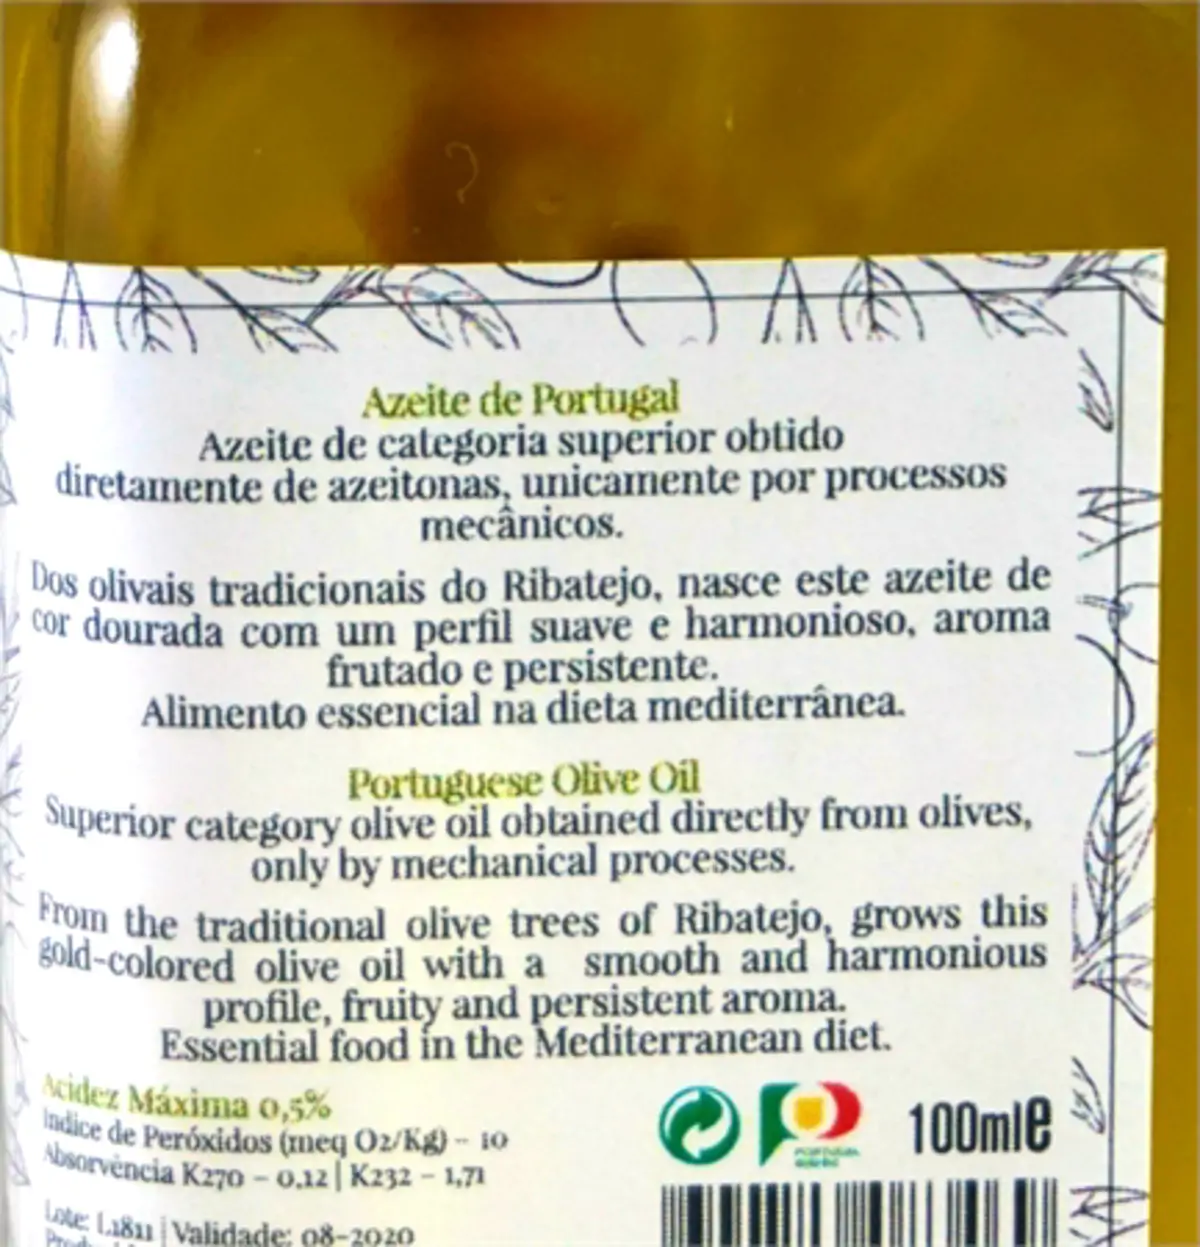 Azeite de Portugal
Azeite de categoria superior obtido
diretamente de azeitonas, unicamente por processos
mecânicos.
Dos olivais tradicionais do Ribatejo, nasce este azeite de
cor dourada com um perfil suave e harmonioso, aroma
frutado e persistente.
Alimento essencial na dieta mediterrânea.
Portuguese Olive Oil
Superior category olive oil obtained directly from olives,
only by mechanical processes.
From the traditional olive trees of Ribatejo, grows this
gold-colored olive oil with a smooth and harmonious
profile, fruity and persistent aroma.
Essential food in the Mediterranean diet.
Acidez Máxima 0,5%
Indice de Peróxidos (meq O2/Kg) - 10
Absorvência K270 - 0,12 | K232 - 1,71
100ml e
Lote: L1811 | Validade: 08-2020